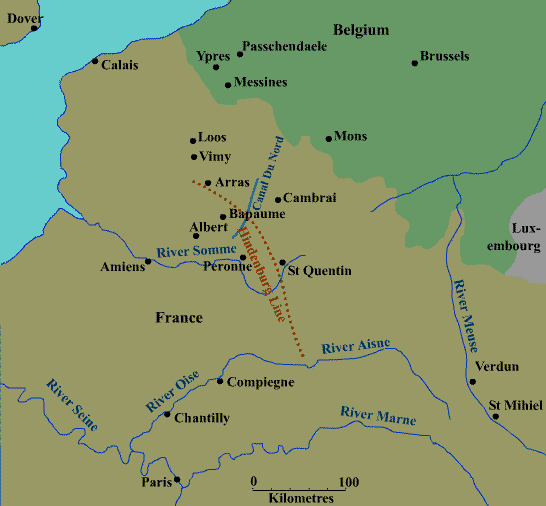 Dover
Belgium
Passchendaele
Ypres
Brussels
Calais
Messines
Loos
Mons
Vimy
Canal Du Nord
Arras
Cambrai
Bapaume
Albert
Lux-
embourg
River Somme
Hindenburg Line
Amiens
Peronne
St Quentin
River Meuse
France
River Aisne
Verdun
River Oise
Compiegne
River Seine
St Mihiel
Chantilly
River Marne
Paris
0 100
Kilometres